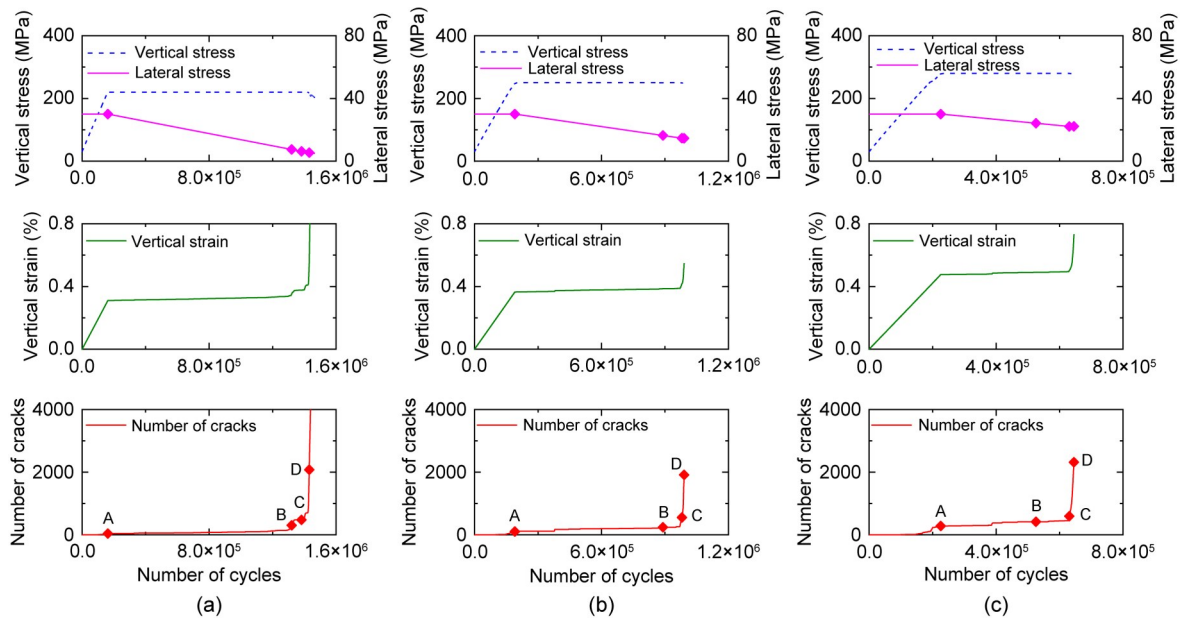 Vertical stress (MPa)
400
200
0
Vertical stress
Lateral stress
80
40
0
Lateral stress (MPa)
0.0
8.0×10⁵
1.6×10⁶
Vertical strain (%)
0.8
0.4
0.0
Vertical strain
0.0
8.0×10⁵
1.6×10⁶
Number of cracks
4000
2000
0
Number of cracks
A
B
C
D
0.0
8.0×10⁵
1.6×10⁶
Number of cycles
(a)
Vertical stress (MPa)
400
200
0
Vertical stress
Lateral stress
80
40
0
Lateral stress (MPa)
0.0
6.0×10⁵
1.2×10⁶
Vertical strain (%)
0.8
0.4
0.0
Vertical strain
0.0
6.0×10⁵
1.2×10⁶
Number of cracks
4000
2000
0
Number of cracks
A
B
C
D
0.0
6.0×10⁵
1.2×10⁶
Number of cycles
(b)
Vertical stress (MPa)
400
200
0
Vertical stress
Lateral stress
80
40
0
Lateral stress (MPa)
0.0
4.0×10⁵
8.0×10⁵
Vertical strain (%)
0.8
0.4
0.0
Vertical strain
0.0
4.0×10⁵
8.0×10⁵
Number of cracks
4000
2000
0
Number of cracks
A
B
C
D
0.0
4.0×10⁵
8.0×10⁵
Number of cycles
(c)